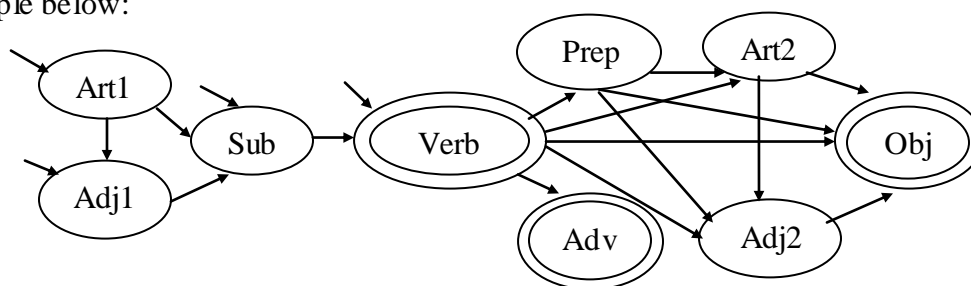 ple below:
Prep
Art2
Art1
Sub
Verb
Obj
Adj1
Adv
Adj2